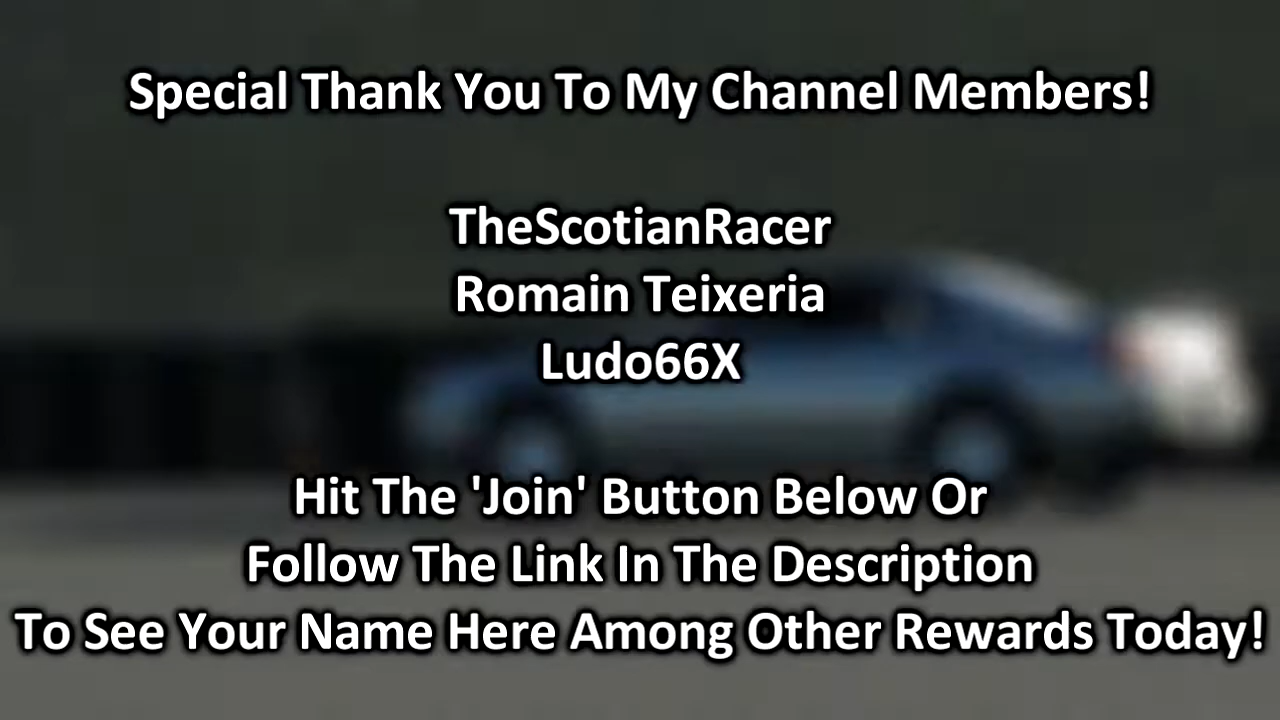 Special Thank You To My Channel Members!
TheScotianRacer
Romain Teixeria
Ludo66X
Hit The 'Join' Button Below Or
Follow The Link In The Description
To See Your Name Here Among Other Rewards Today!